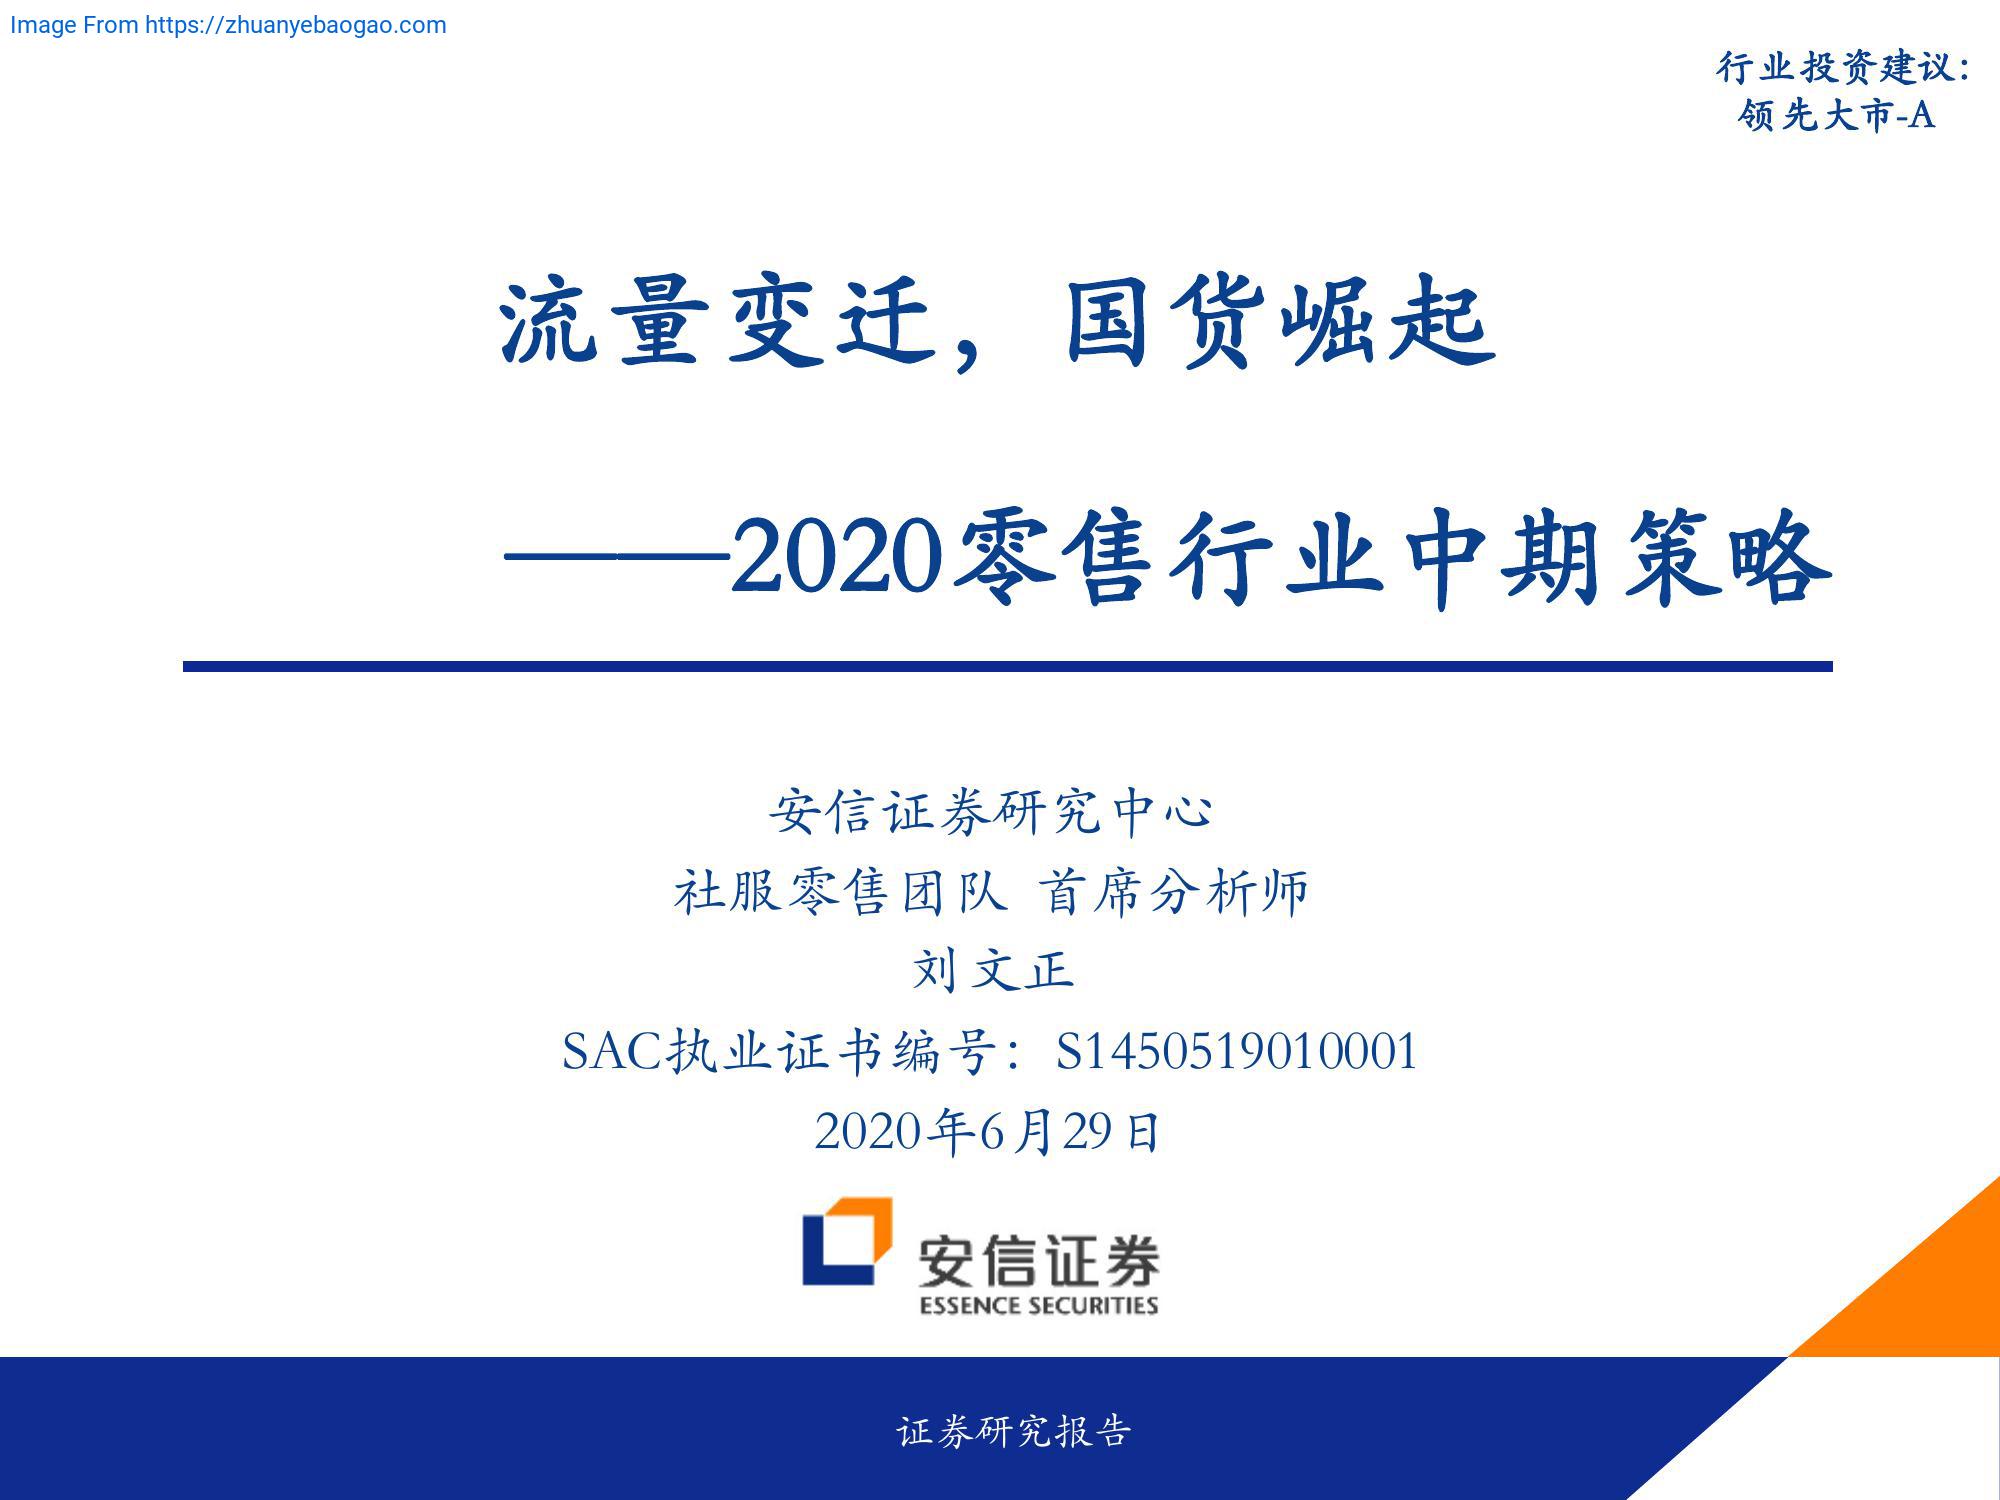 Image From https://zhuanyebaogao.com
行业投资建议：
领先大市-A
流量变迁，国货崛起
——2020零售行业中期策略
安信证券研究中心
社服零售团队 首席分析师
刘文正
SAC执业证书编号：S1450519010001
2020年6月29日
安信证券
ESSENCE SECURITIES
证券研究报告